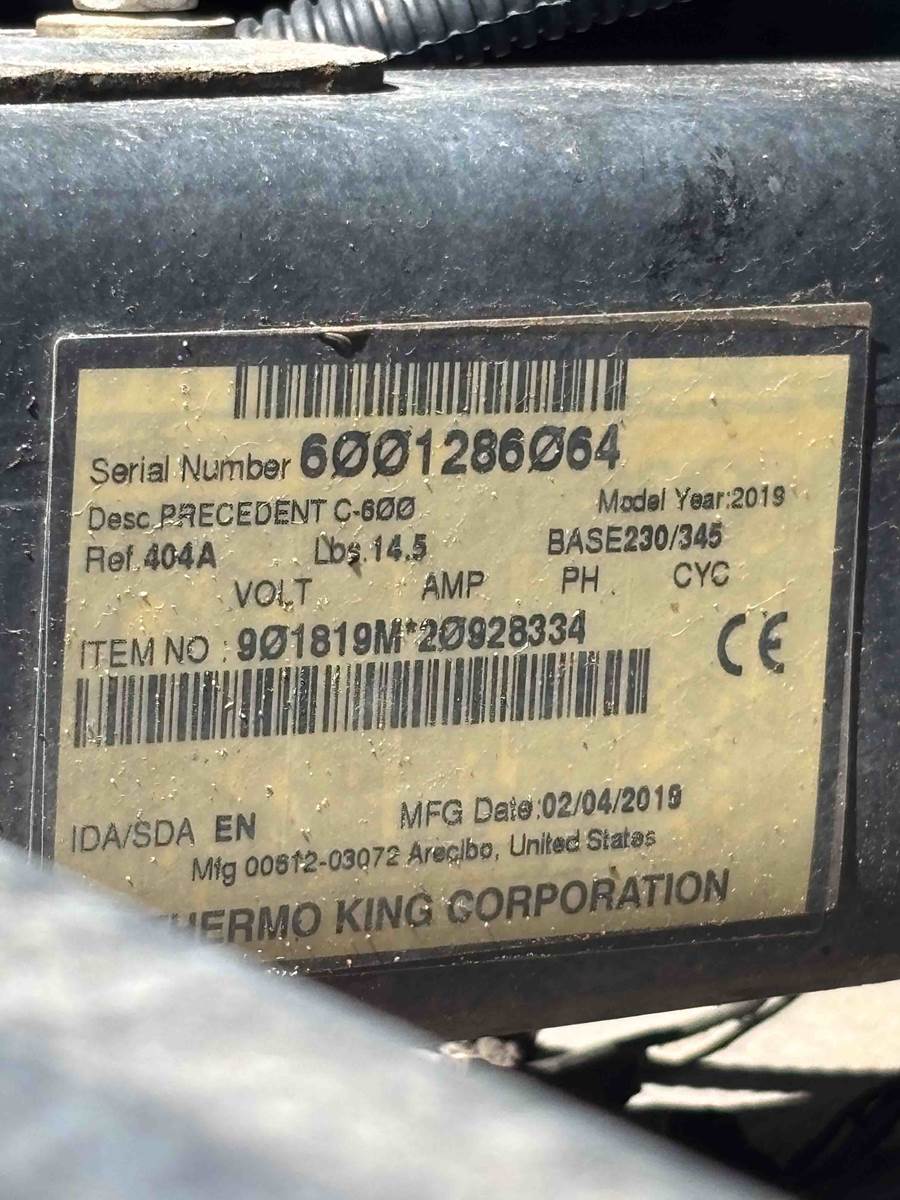 Serial Number 6ØØ1286Ø64
Desc PRECEDENT C-6ØØ Model Year:2019
Ref. 404A Lbs. 14.5 BASE230/345
VOLT AMP PH CYC
ITEM NO : 9Ø1819M*2Ø928334
CE
IDA/SDA EN MFG Date:02/04/2019
Mfg 00612-03072 Arecibo, United States
THERMO KING CORPORATION